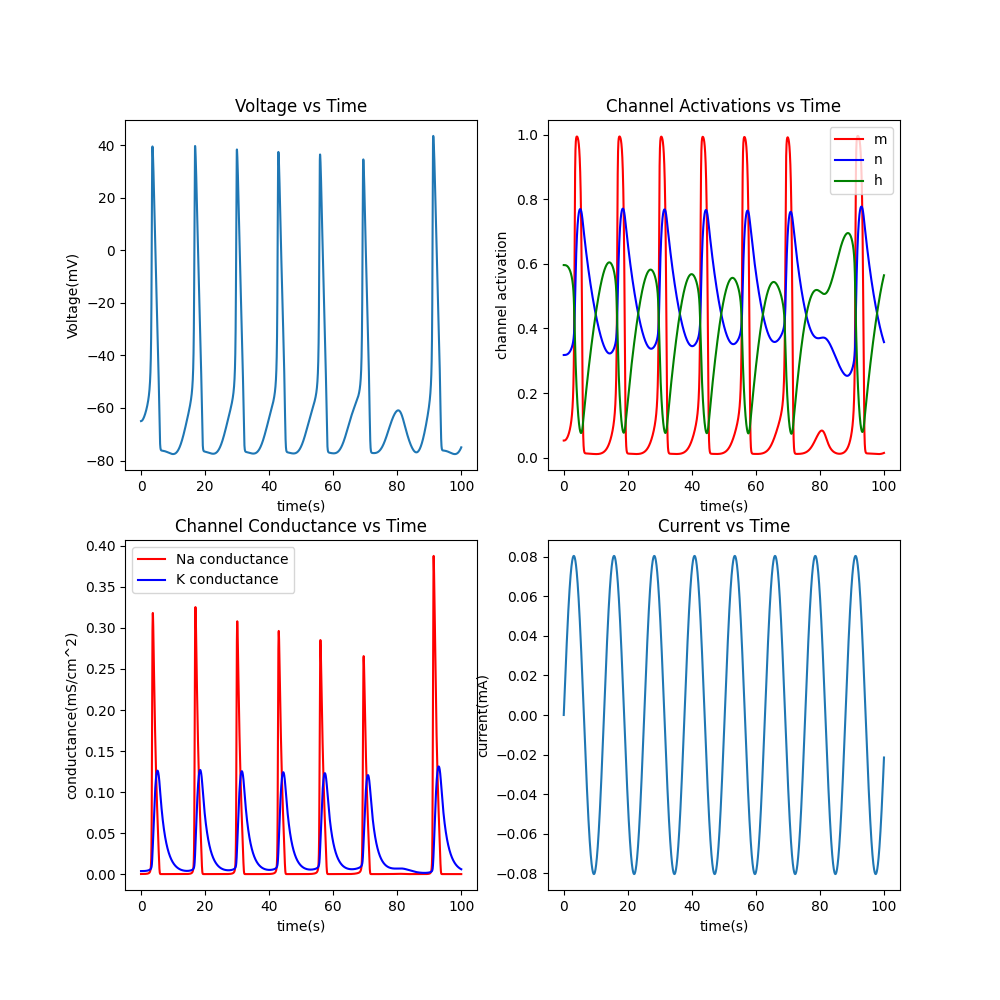 Voltage vs Time
40
20
0
−20
−40
−60
−80
Voltage(mV)
0 20 40 60 80 100
time(s)
Channel Activations vs Time
1.0
0.8
0.6
0.4
0.2
0.0
channel activation
m
n
h
0 20 40 60 80 100
time(s)
Channel Conductance vs Time
0.40
0.35
0.30
0.25
0.20
0.15
0.10
0.05
0.00
conductance(mS/cm^2)
Na conductance
K conductance
0 20 40 60 80 100
time(s)
Current vs Time
0.08
0.06
0.04
0.02
0.00
−0.02
−0.04
−0.06
−0.08
current(mA)
0 20 40 60 80 100
time(s)